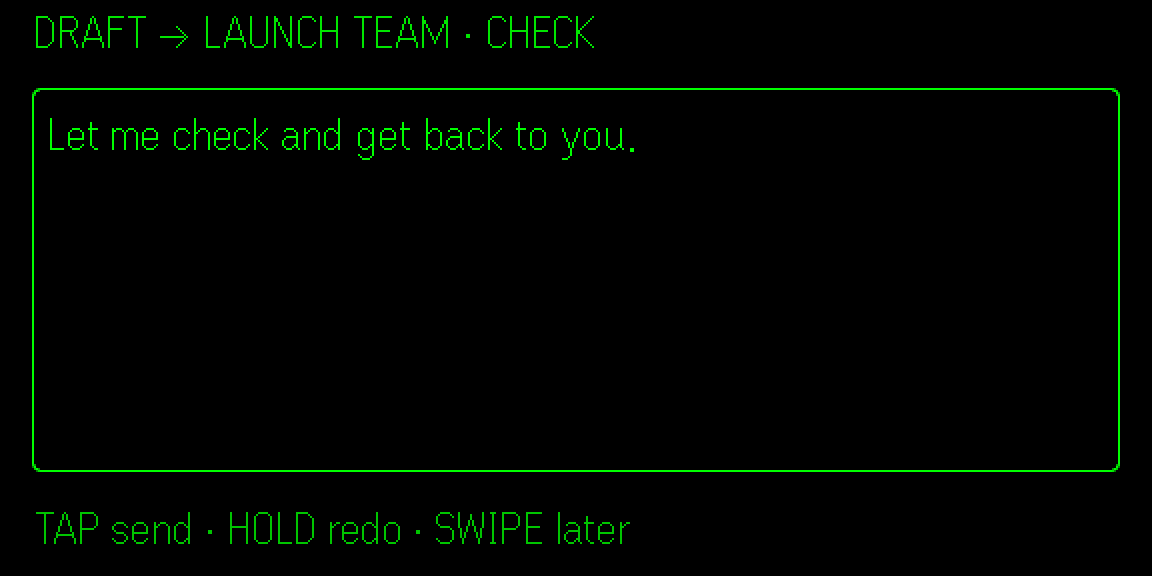 DRAFT → LAUNCH TEAM · CHECK
Let me check and get back to you.
TAP send · HOLD redo · SWIPE later